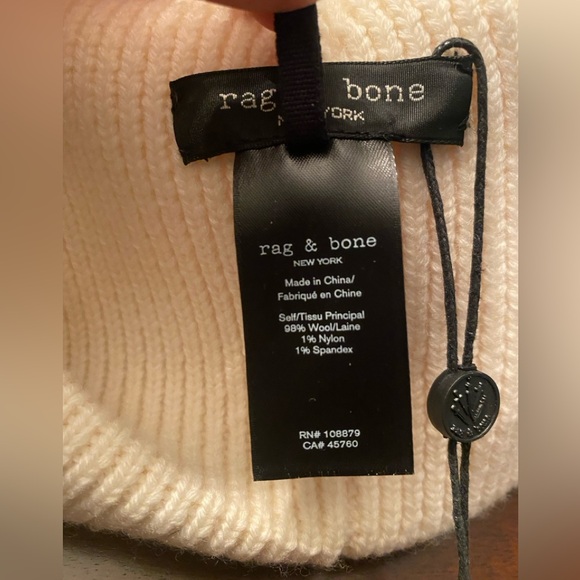 rag & bone
NEW YORK
rag & bone
NEW YORK
Made in China/
Fabriqué en Chine
Self/Tissu Principal
98% Wool/Laine
1% Nylon
1% Spandex
RN# 108879
CA# 45760